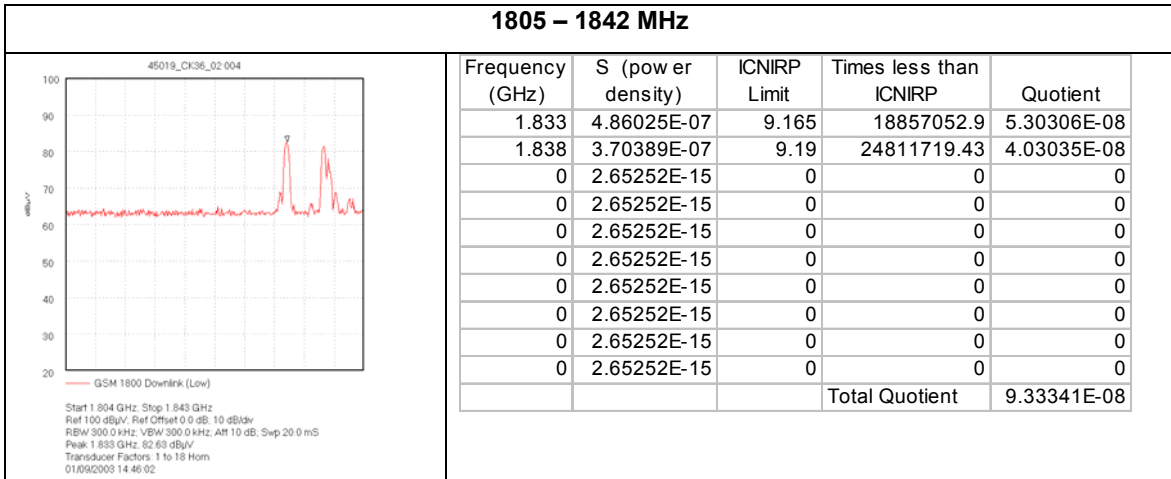 1805 – 1842 MHz
45019_CK36_02 004
100
90
80
70
60
50
40
30
20
dBµV
GSM 1800 Downlink (Low)
Start 1.804 GHz; Stop 1.843 GHz
Ref 100 dBµV; Ref Offset 0.0 dB; 10 dB/div
RBW 300.0 kHz; VBW 300.0 kHz; Att 10 dB; Swp 20.0 mS
Peak 1.833 GHz, 82.63 dBµV
Transducer Factors: 1 to 18 Horn
01/09/2003 14:46:02
Frequency (GHz) S (pow er density) ICNIRP Limit Times less than ICNIRP Quotient
1.833 4.86025E-07 9.165 18857052.9 5.30306E-08
1.838 3.70389E-07 9.19 24811719.43 4.03035E-08
0 2.65252E-15 0 0 0
0 2.65252E-15 0 0 0
0 2.65252E-15 0 0 0
0 2.65252E-15 0 0 0
0 2.65252E-15 0 0 0
0 2.65252E-15 0 0 0
0 2.65252E-15 0 0 0
0 2.65252E-15 0 0 0
Total Quotient 9.33341E-08